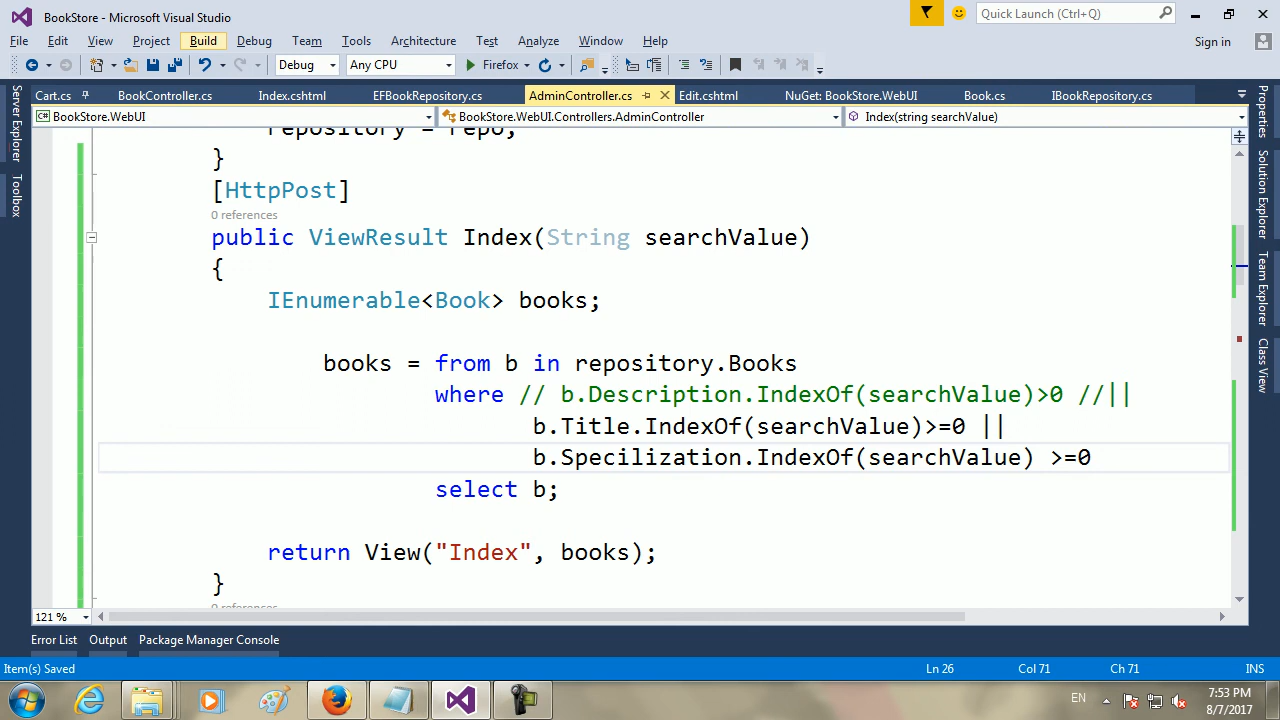 BookStore - Microsoft Visual Studio
Quick Launch (Ctrl+Q)
File Edit View Project Build Debug Team Tools Architecture Test Analyze Window Help
Sign in
Debug Any CPU Firefox
Cart.cs BookController.cs Index.cshtml EFBookRepository.cs AdminController.cs Edit.cshtml NuGet: BookStore.WebUI Book.cs IBookRepository.cs
BookStore.WebUI BookStore.WebUI.Controllers.AdminController Index(string searchValue)
Server Explorer
Toolbox
Properties
Solution Explorer
Team Explorer
Class View
repository = repo;
}
[HttpPost]
0 references
public ViewResult Index(String searchValue)
{
IEnumerable<Book> books;
books = from b in repository.Books
where // b.Description.IndexOf(searchValue)>0 //||
b.Title.IndexOf(searchValue)>=0 ||
b.Specilization.IndexOf(searchValue) >=0
select b;
return View("Index", books);
}
0 references
121 %
Error List Output Package Manager Console
Item(s) Saved Ln 26 Col 71 Ch 71 INS
EN
7:53 PM
8/7/2017